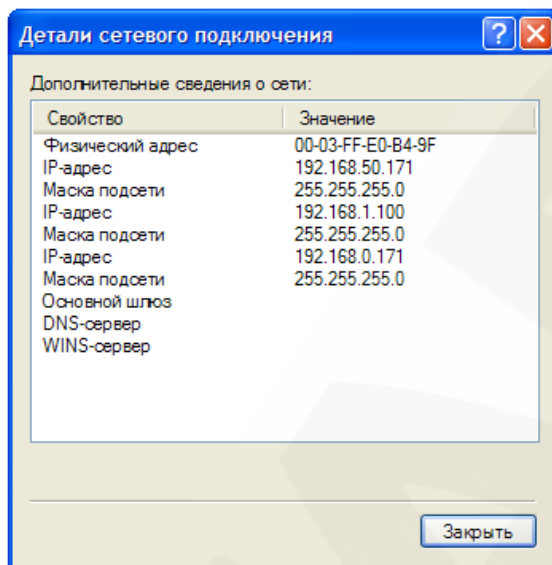 Детали сетевого подключения
Дополнительные сведения о сети:
Свойство Значение
Физический адрес 00-03-FF-E0-B4-9F
IP-адрес 192.168.50.171
Маска подсети 255.255.255.0
IP-адрес 192.168.1.100
Маска подсети 255.255.255.0
IP-адрес 192.168.0.171
Маска подсети 255.255.255.0
Основной шлюз
DNS-сервер
WINS-сервер
Закрыть